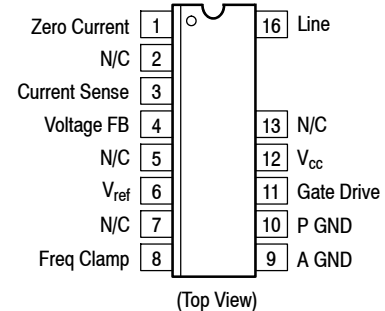 Zero Current 1 16 Line
N/C 2
Current Sense 3
Voltage FB 4 13 N/C
N/C 5 12 Vcc
Vref 6 11 Gate Drive
N/C 7 10 P GND
Freq Clamp 8 9 A GND
(Top View)